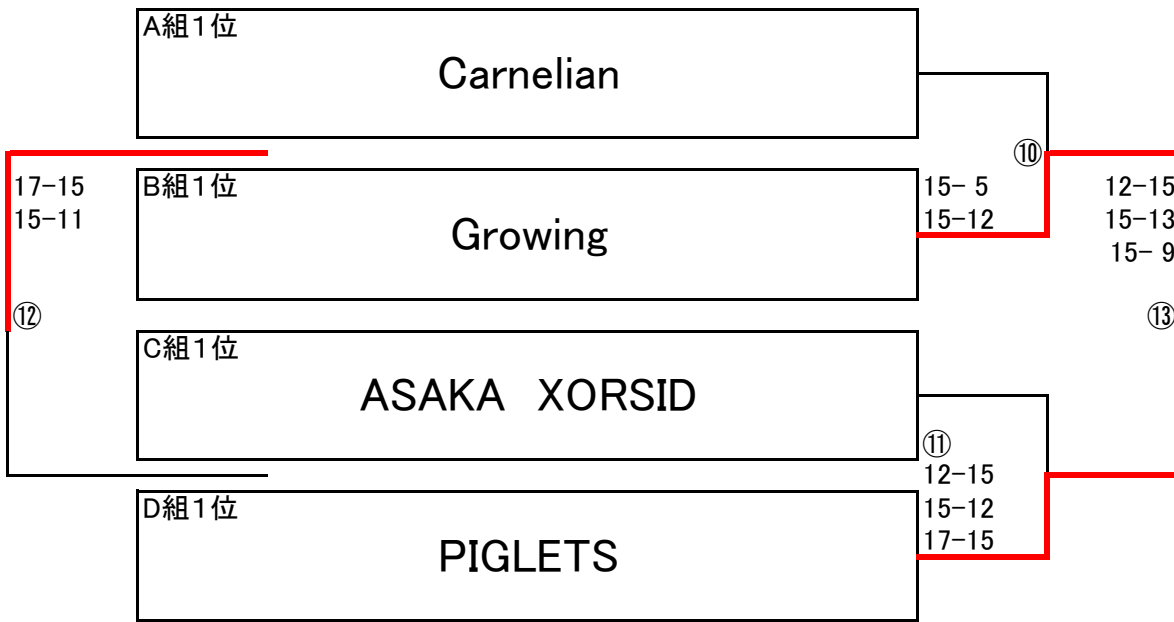 A組1位
Carnelian
⑩
17-15
15-11
B組1位
Growing
15- 5
15-12
12-15
15-13
15- 9
⑫
⑬
C組1位
ASAKA　XORSID
⑪
12-15
15-12
17-15
D組1位
PIGLETS